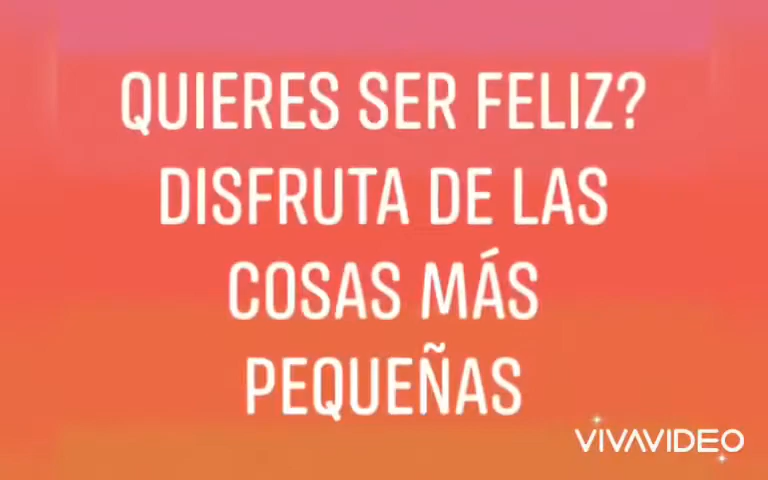 QUIERES SER FELIZ?
DISFRUTA DE LAS
COSAS MÁS
PEQUEÑAS
VIVAVIDEO